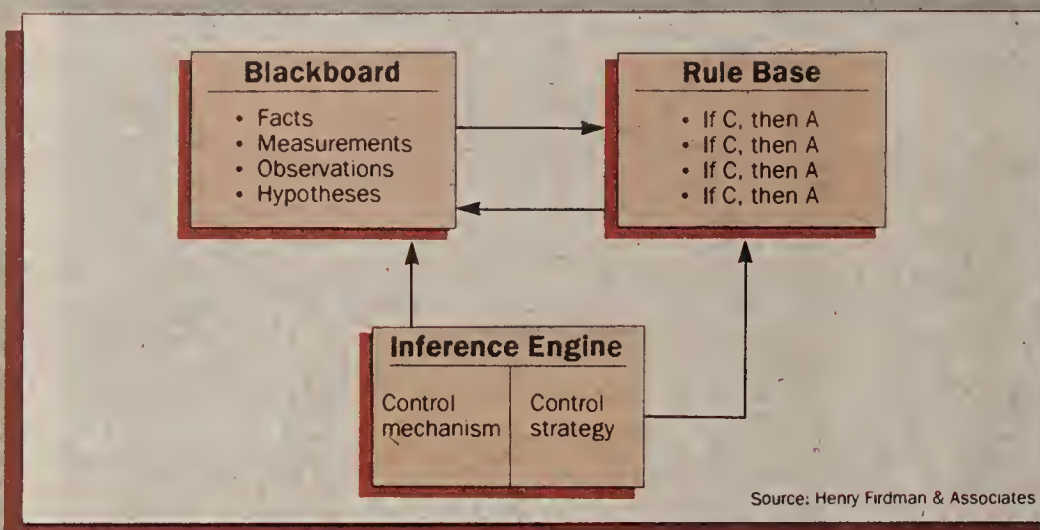 Blackboard
• Facts
• Measurements
• Observations
• Hypotheses
Rule Base
• If C, then A
• If C, then A
• If C, then A
• If C, then A
Inference Engine
Control
mechanism
Control
strategy
Source: Henry Firdman & Associates